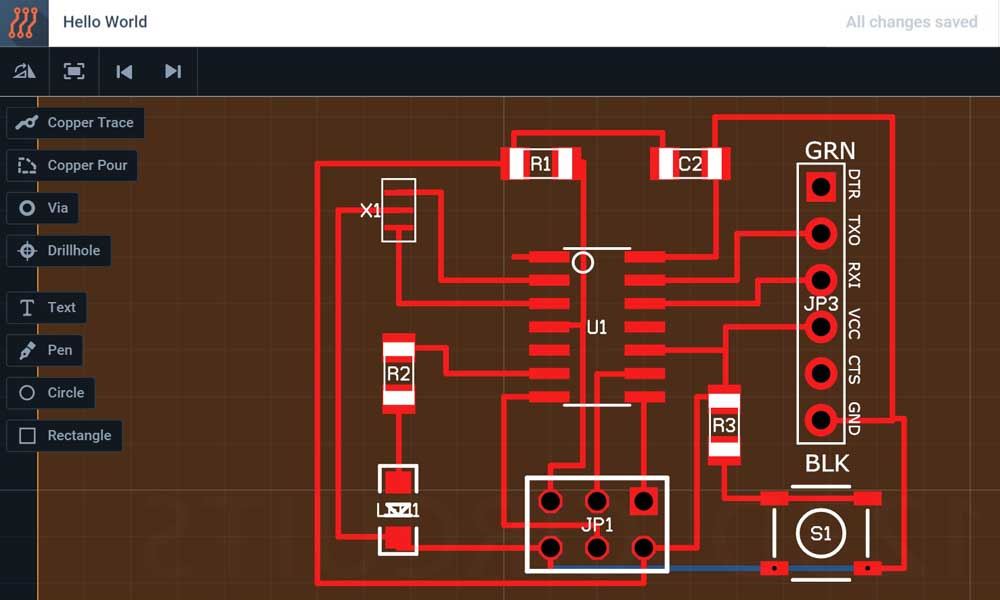 Hello World
All changes saved
Copper Trace
Copper Pour
Via
Drillhole
Text
Pen
Circle
Rectangle
GRN
R1
C2
DTR
X1
TXO
RXI
JP3
U1
VCC
R2
CTS
R3
GND
BLK
JP1
S1